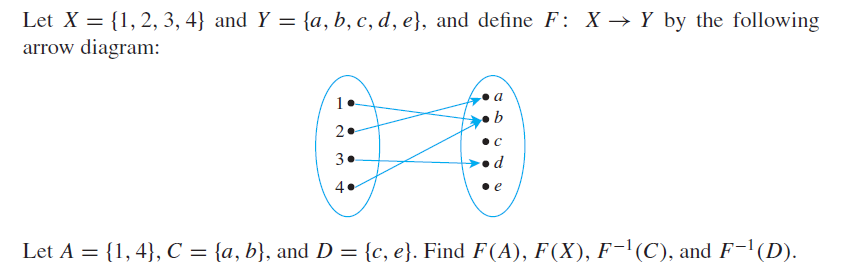 Let X = {1, 2, 3, 4} and Y = {a, b, c, d, e}, and define F: X → Y by the following
arrow diagram:
1 a
2 b
3 c
4 d
e
Let A = {1, 4}, C = {a, b}, and D = {c, e}. Find F(A), F(X), F⁻¹(C), and F⁻¹(D).